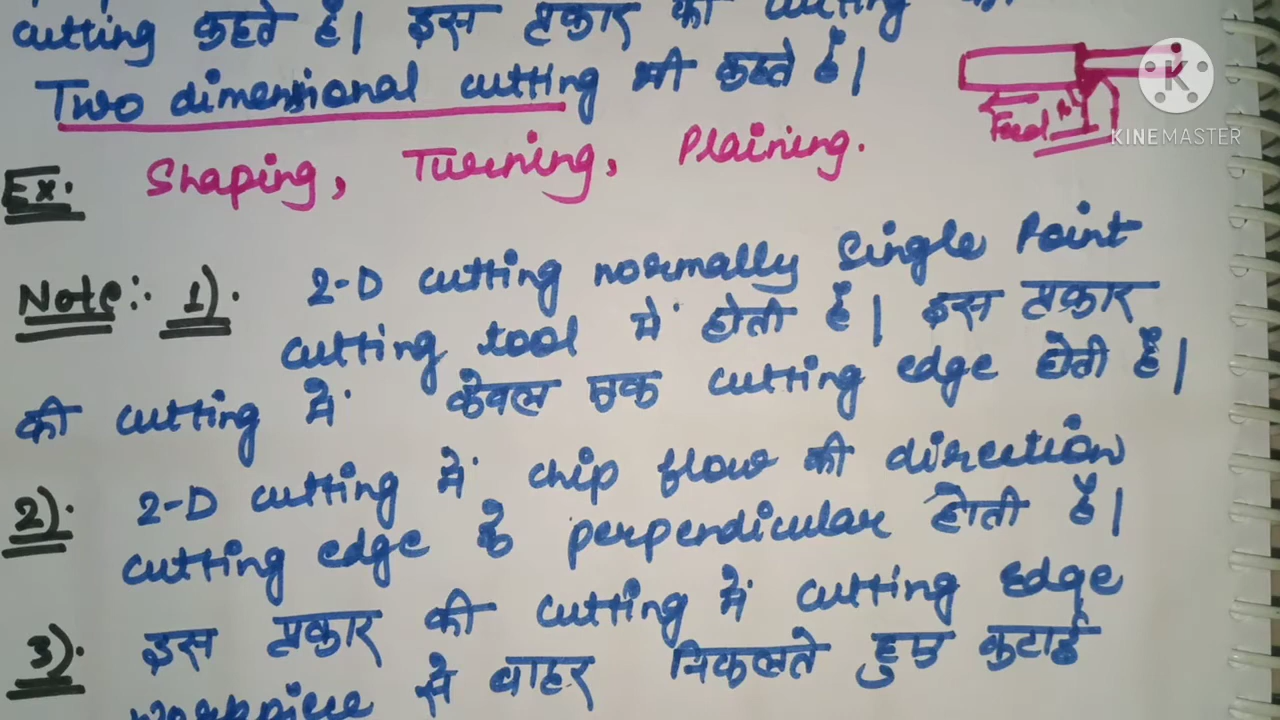 cutting कहते हैं। इस प्रकार की cutting को
Two dimensional cutting भी कहते हैं।
Feed
K
KINEMASTER
Ex. Shaping, Turning, Plaining.
Note:- 1). 2-D cutting normally Single Point
cutting tool में होती है। इस प्रकार
की cutting में केवल एक cutting edge होती है।
2). 2-D cutting में chip flow की direction
cutting edge के perpendicular होती है।
3). इस प्रकार की cutting में cutting Edge
workpiece से बाहर निकलते हुए कुटाई